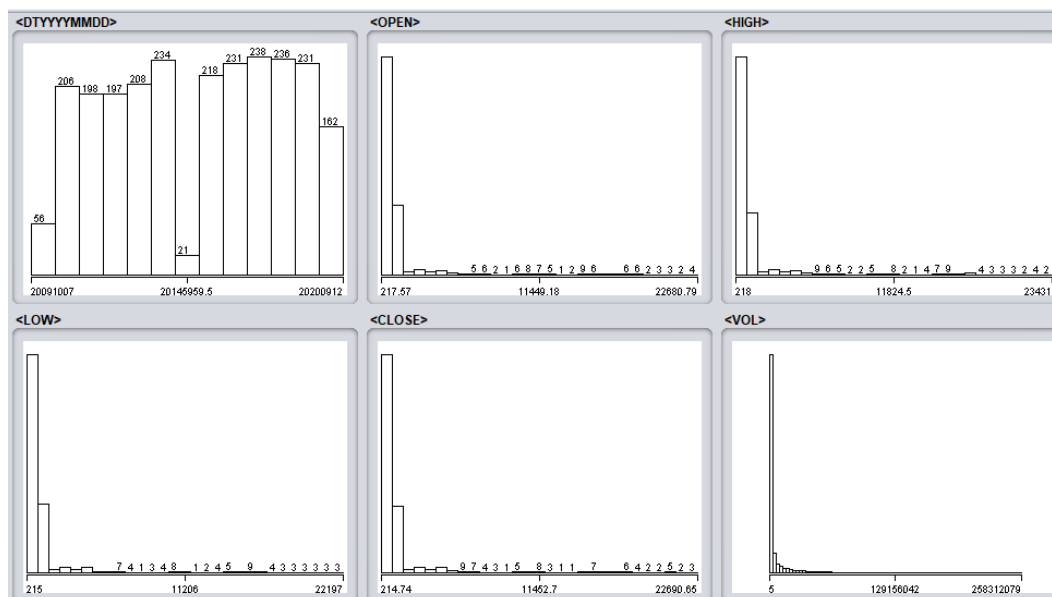 <DTYYYYMMDD>
56 206 198 197 208 234 21 218 231 238 236 231 162
20091007 20145959.5 20200912
<OPEN>
5 6 2 1 6 8 7 5 1 2 9 6 6 6 2 3 3 2 4
217.57 11449.18 22680.79
<HIGH>
9 6 5 2 2 5 8 2 1 4 7 9 4 3 3 3 2 4 2
218 11824.5 23431
<LOW>
7 4 1 3 4 8 1 2 4 5 9 4 3 3 3 3 3 3
215 11206 22197
<CLOSE>
9 7 4 3 1 5 8 3 1 1 7 6 4 2 2 5 2 3
214.74 11452.7 22690.65
<VOL>
5 129156042 258312079